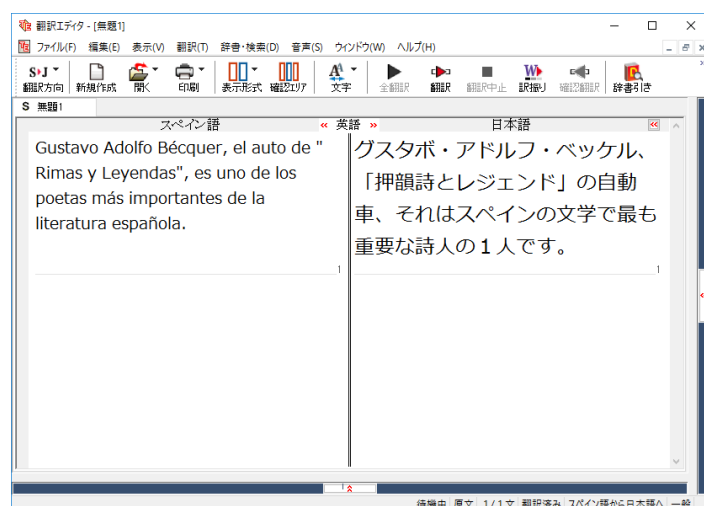 翻訳エディタ - [無題1]
ファイル(F) 編集(E) 表示(V) 翻訳(T) 辞書・検索(D) 音声(S) ウィンドウ(W) ヘルプ(H)
S▸J
翻訳方向 新規作成 開く 印刷 表示形式 確認エリア 文字 全翻訳 翻訳 翻訳中止 訳振り 確認翻訳 辞書引き
S 無題1
スペイン語 « 英語 » 日本語 «
Gustavo Adolfo Bécquer, el auto de "
Rimas y Leyendas", es uno de los
poetas más importantes de la
literatura española.
1
グスタボ・アドルフ・ベッケル、
「押韻詩とレジェンド」の自動
車、それはスペインの文学で最も
重要な詩人の１人です。
1
待機中 原文 1/1文 翻訳済み スペイン語から日本語へ 一般